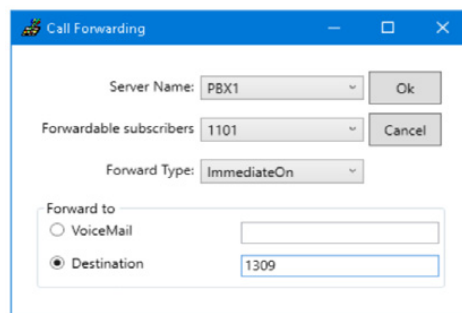 Call Forwarding
Server Name: PBX1 Ok
Forwardable subscribers 1101 Cancel
Forward Type: ImmediateOn
Forward to
VoiceMail
Destination 1309